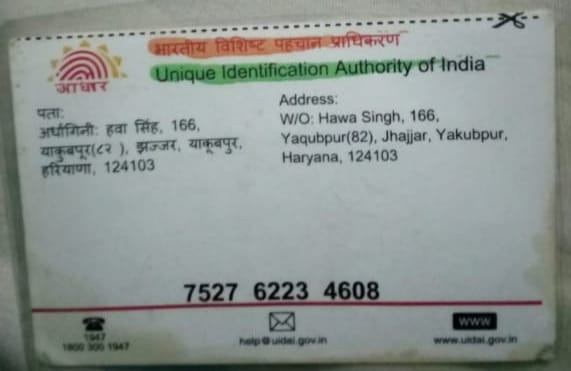 आधार
भारतीय विशिष्ट पहचान प्राधिकरण
Unique Identification Authority of India
पता:
अर्धांगिनी: हवा सिंह, 166,
याकुबपूर(८२ ), झज्जर, याकूबपुर,
हरियाणा, 124103
Address:
W/O: Hawa Singh, 166,
Yaqubpur(82), Jhajjar, Yakubpur,
Haryana, 124103
7527 6223 4608
1947
1800 300 1947
help@uidai.gov.in
www
www.uidai.gov.in